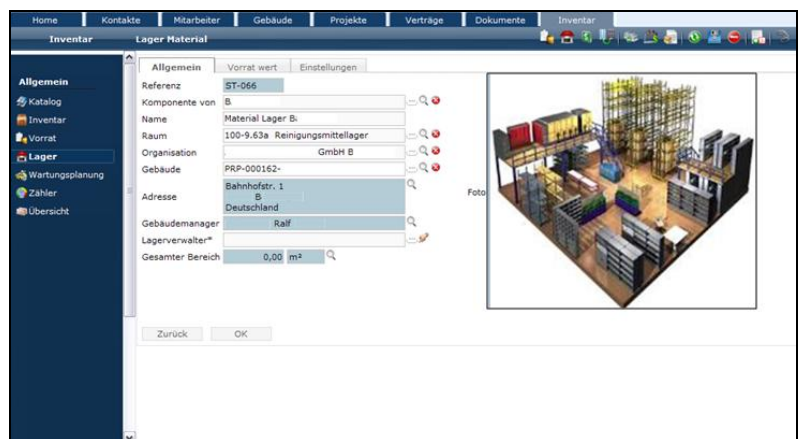 Home Kontakte Mitarbeiter Gebäude Projekte Verträge Dokumente Inventar
Inventar Lager Material
Allgemein
Katalog
Inventar
Vorrat
Lager
Wartungsplanung
Zähler
Übersicht
Allgemein Vorrat wert Einstellungen
Referenz ST-066
Komponente von B
Name Material Lager B
Raum 100-9.63a Reinigungsmittellager
Organisation GmbH B
Gebäude PRP-000162-
Adresse Bahnhofstr. 1
B
Deutschland
Gebäudemanager Ralf
Lagerverwalter*
Gesamter Bereich 0,00 m²
Foto
Zurück OK